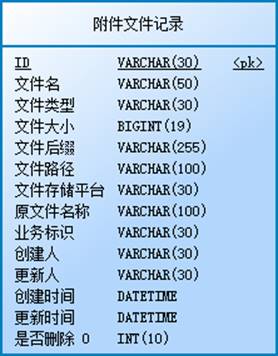 附件文件记录
ID VARCHAR(30) <pk>
文件名 VARCHAR(50)
文件类型 VARCHAR(30)
文件大小 BIGINT(19)
文件后缀 VARCHAR(255)
文件路径 VARCHAR(100)
文件存储平台 VARCHAR(30)
原文件名称 VARCHAR(100)
业务标识 VARCHAR(30)
创建人 VARCHAR(30)
更新人 VARCHAR(30)
创建时间 DATETIME
更新时间 DATETIME
是否删除 0 INT(10)